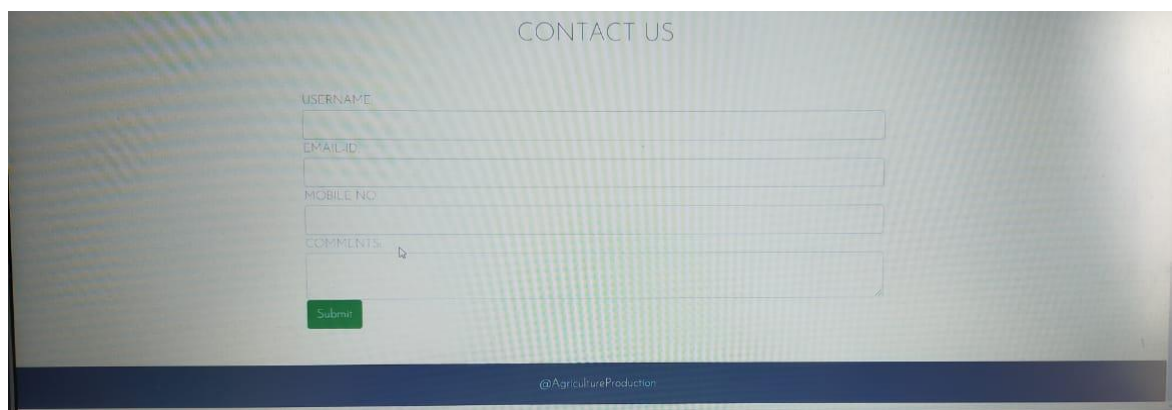 CONTACT US
USERNAME
EMAIL-ID
MOBILE NO
COMMENTS:
Submit
@AgricultureProduction